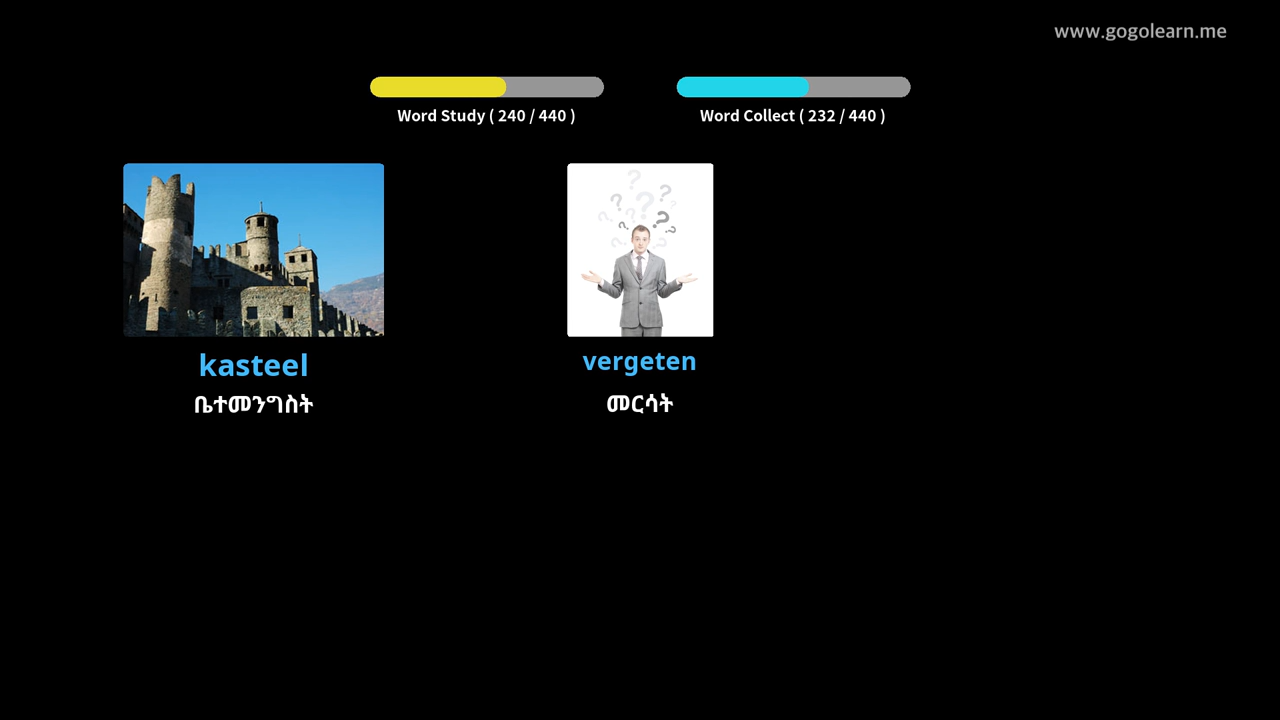 www.gogolearn.me
Word Study ( 240 / 440 )
Word Collect ( 232 / 440 )
kasteel
ቤተመንግስት
vergeten
መርሳት